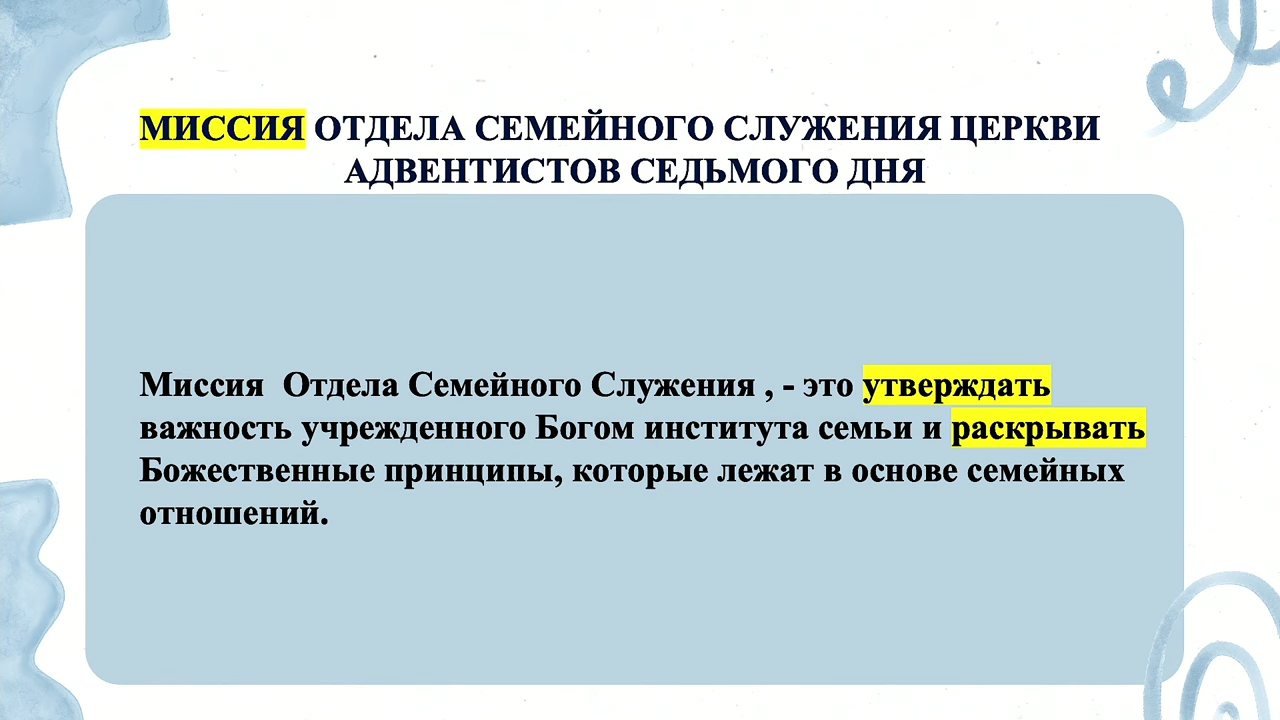 МИССИЯ ОТДЕЛА СЕМЕЙНОГО СЛУЖЕНИЯ ЦЕРКВИ
АДВЕНТИСТОВ СЕДЬМОГО ДНЯ
Миссия  Отдела Семейного Служения , - это утверждать
важность учрежденного Богом института семьи и раскрывать
Божественные принципы, которые лежат в основе семейных
отношений.